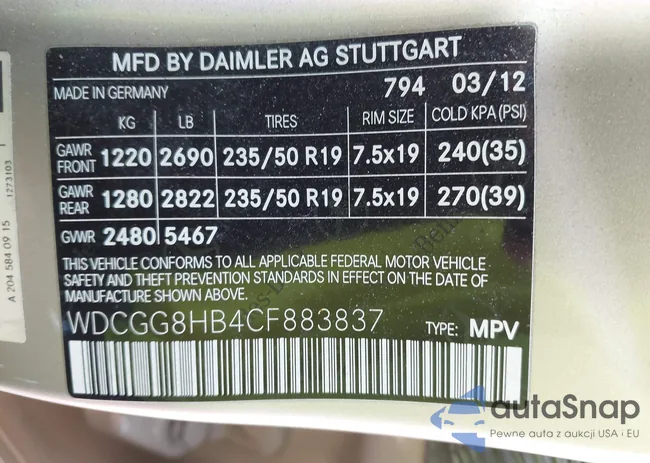 MFD BY DAIMLER AG STUTTGART
MADE IN GERMANY 794 03/12
KG LB TIRES RIM SIZE COLD KPA (PSI)
GAWR FRONT 1220 2690 235/50 R19 7.5x19 240(35)
GAWR REAR 1280 2822 235/50 R19 7.5x19 270(39)
GVWR 2480 5467
THIS VEHICLE CONFORMS TO ALL APPLICABLE FEDERAL MOTOR VEHICLE
SAFETY AND THEFT PREVENTION STANDARDS IN EFFECT ON THE DATE OF
MANUFACTURE SHOWN ABOVE.
WDCGG8HB4CF883837 TYPE: MPV
A 204 584 09 15
1273103
autaSnap
Pewne auta z aukcji USA i EU